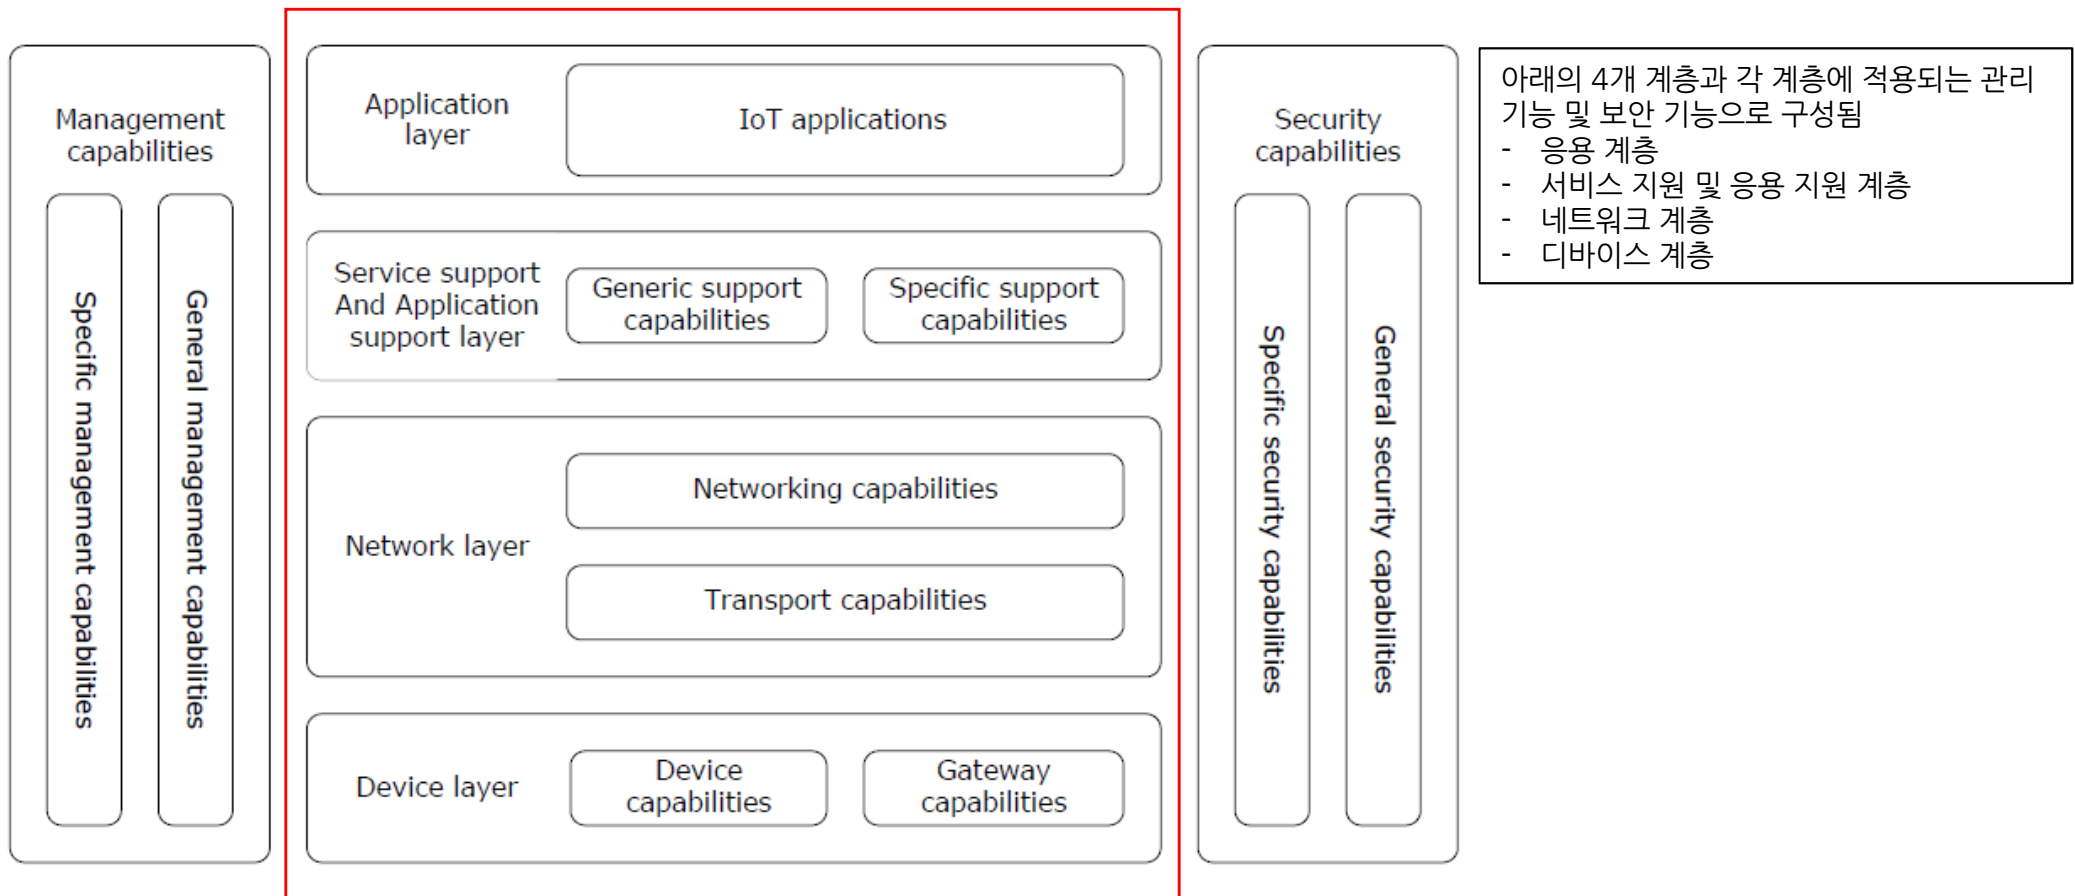 Management
capabilities
Specific management capabilities
General management capabilities
Application
layer
IoT applications
Service support
And Application
support layer
Generic support
capabilities
Specific support
capabilities
Network layer
Networking capabilities
Transport capabilities
Device layer
Device
capabilities
Gateway
capabilities
Security
capabilities
Specific security capabilities
General security capabilities
아래의 4개 계층과 각 계층에 적용되는 관리
기능 및 보안 기능으로 구성됨
- 응용 계층
- 서비스 지원 및 응용 지원 계층
- 네트워크 계층
- 디바이스 계층